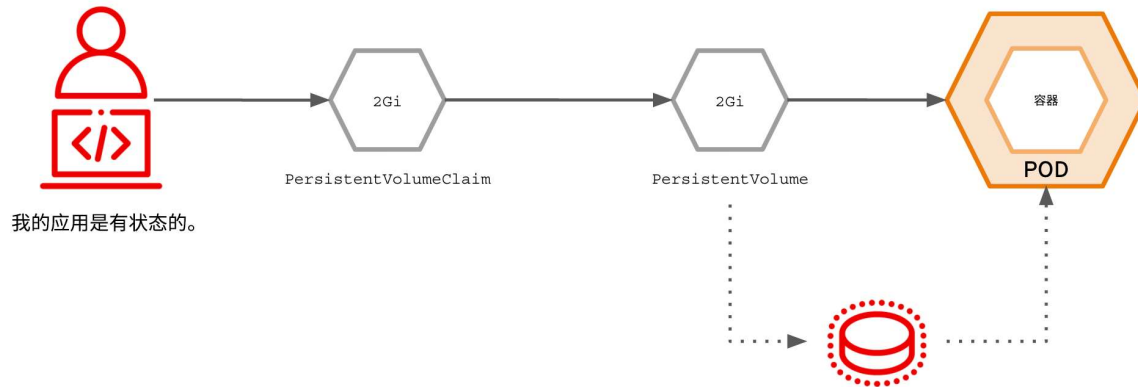 2Gi
2Gi
容器
POD
PersistentVolumeClaim
PersistentVolume
我的应用是有状态的。